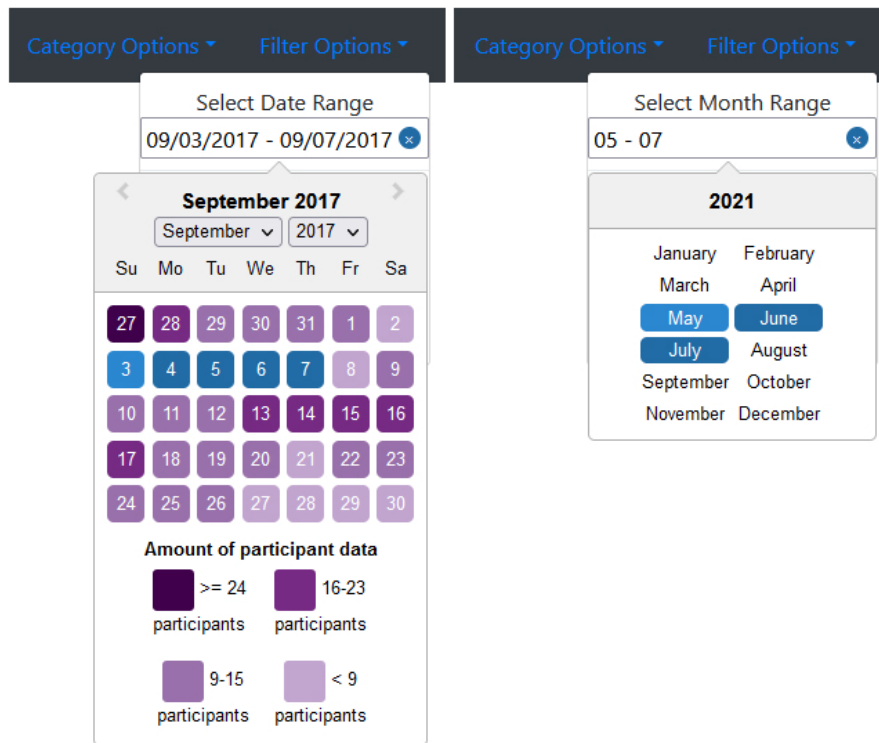 Category Options Filter Options
Select Date Range
09/03/2017 - 09/07/2017 ×
September 2017
September 2017
Su Mo Tu We Th Fr Sa
27 28 29 30 31 1 2
3 4 5 6 7 8 9
10 11 12 13 14 15 16
17 18 19 20 21 22 23
24 25 26 27 28 29 30
Amount of participant data
>= 24 participants
16-23 participants
9-15 participants
< 9 participants
Category Options Filter Options
Select Month Range
05 - 07 ×
2021
January February
March April
May June
July August
September October
November December